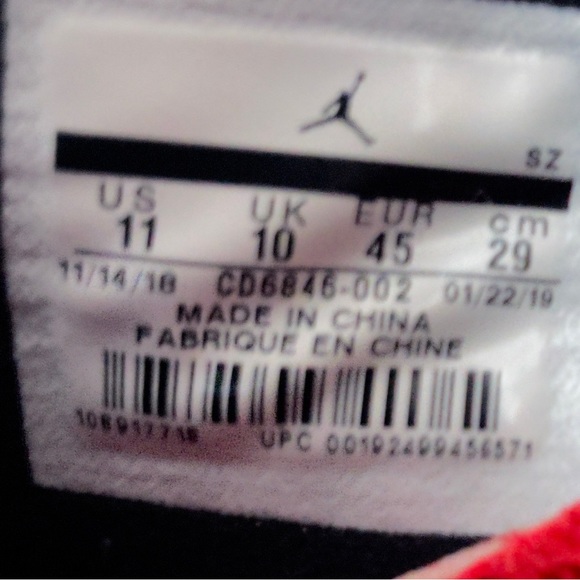 SZ
US UK EUR cm
11 10 45 29
11/14/18 CD6846-002 01/22/19
MADE IN CHINA
FABRIQUE EN CHINE
UPC 00192499456571